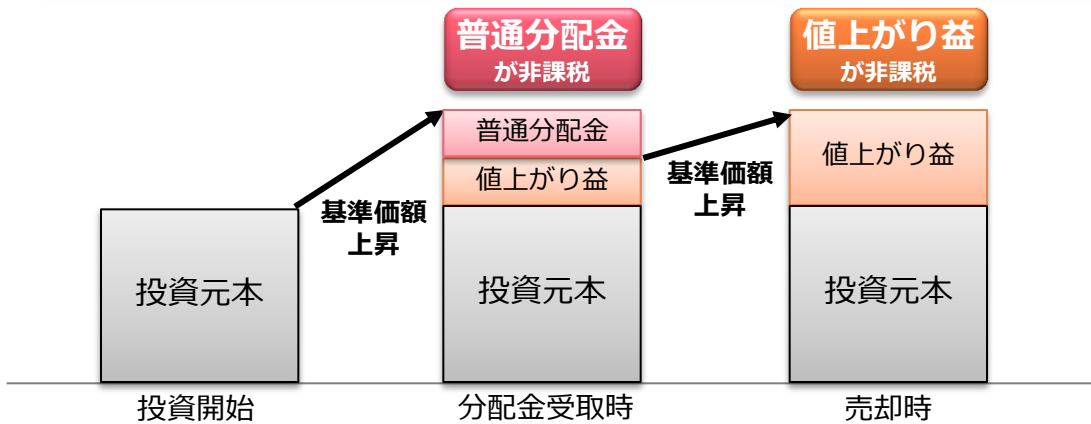 普通分配金
が非課税
値上がり益
が非課税
普通分配金
値上がり益
値上がり益
基準価額
上昇
基準価額
上昇
投資元本
投資元本
投資元本
投資開始
分配金受取時
売却時